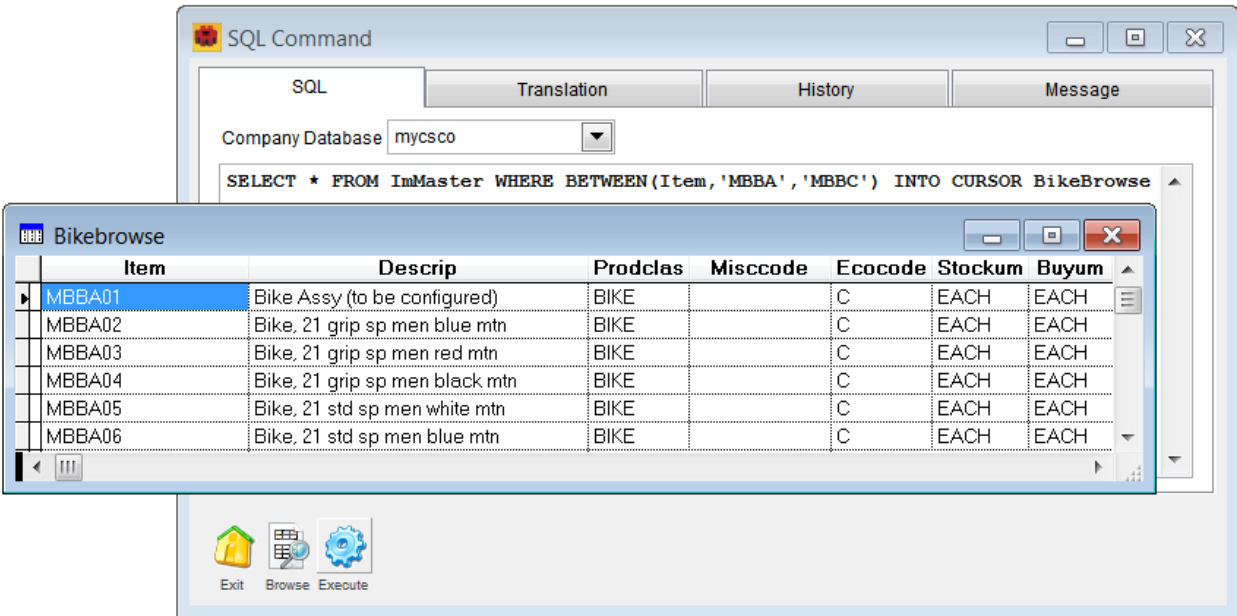 SQL Command
SQL Translation History Message
Company Database mycsco
SELECT * FROM ImMaster WHERE BETWEEN(Item,'MBBA','MBBC') INTO CURSOR BikeBrowse
Bikebrowse
Item Descrip Prodclas Misccode Ecocode Stockum Buyum
MBBA01 Bike Assy (to be configured) BIKE C EACH EACH
MBBA02 Bike, 21 grip sp men blue mtn BIKE C EACH EACH
MBBA03 Bike, 21 grip sp men red mtn BIKE C EACH EACH
MBBA04 Bike, 21 grip sp men black mtn BIKE C EACH EACH
MBBA05 Bike, 21 std sp men white mtn BIKE C EACH EACH
MBBA06 Bike, 21 std sp men blue mtn BIKE C EACH EACH
Exit Browse Execute